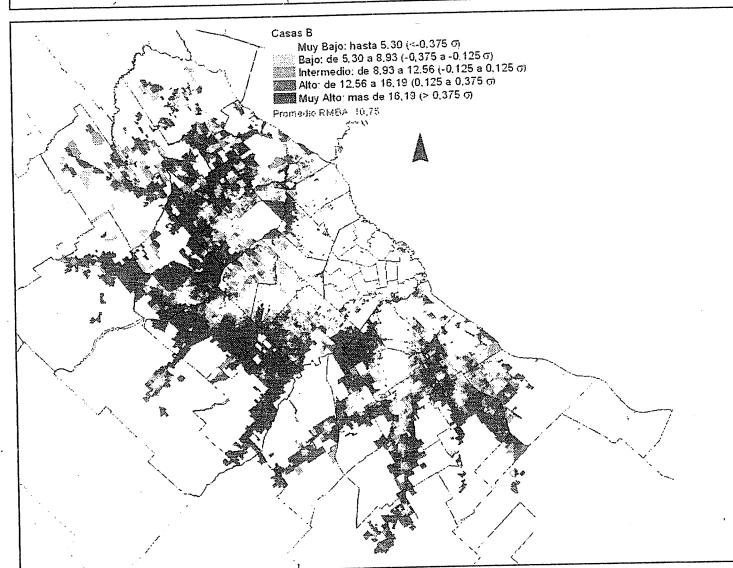 Casas B
Muy Bajo: hasta 5,30 (<-0,375 σ)
Bajo: de 5,30 a 8,93 (-0,375 a -0,125 σ)
Intermedio: de 8,93 a 12,56 (-0,125 a 0,125 σ)
Alto: de 12,56 a 16,19 (0,125 a 0,375 σ)
Muy Alto: mas de 16,19 (> 0,375 σ)
Promedio RMBA 10,75